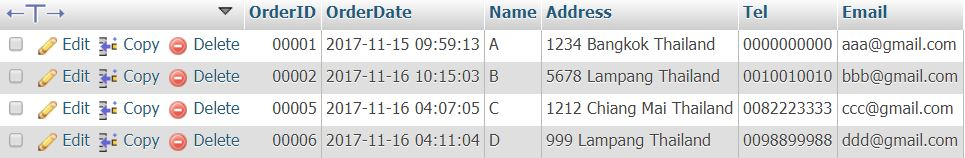 OrderID OrderDate Name Address Tel Email
Edit Copy Delete 00001 2017-11-15 09:59:13 A 1234 Bangkok Thailand 0000000000 aaa@gmail.com
Edit Copy Delete 00002 2017-11-16 10:15:03 B 5678 Lampang Thailand 0010010010 bbb@gmail.com
Edit Copy Delete 00005 2017-11-16 04:07:05 C 1212 Chiang Mai Thailand 0082223333 ccc@gmail.com
Edit Copy Delete 00006 2017-11-16 04:11:04 D 999 Lampang Thailand 0098899988 ddd@gmail.com